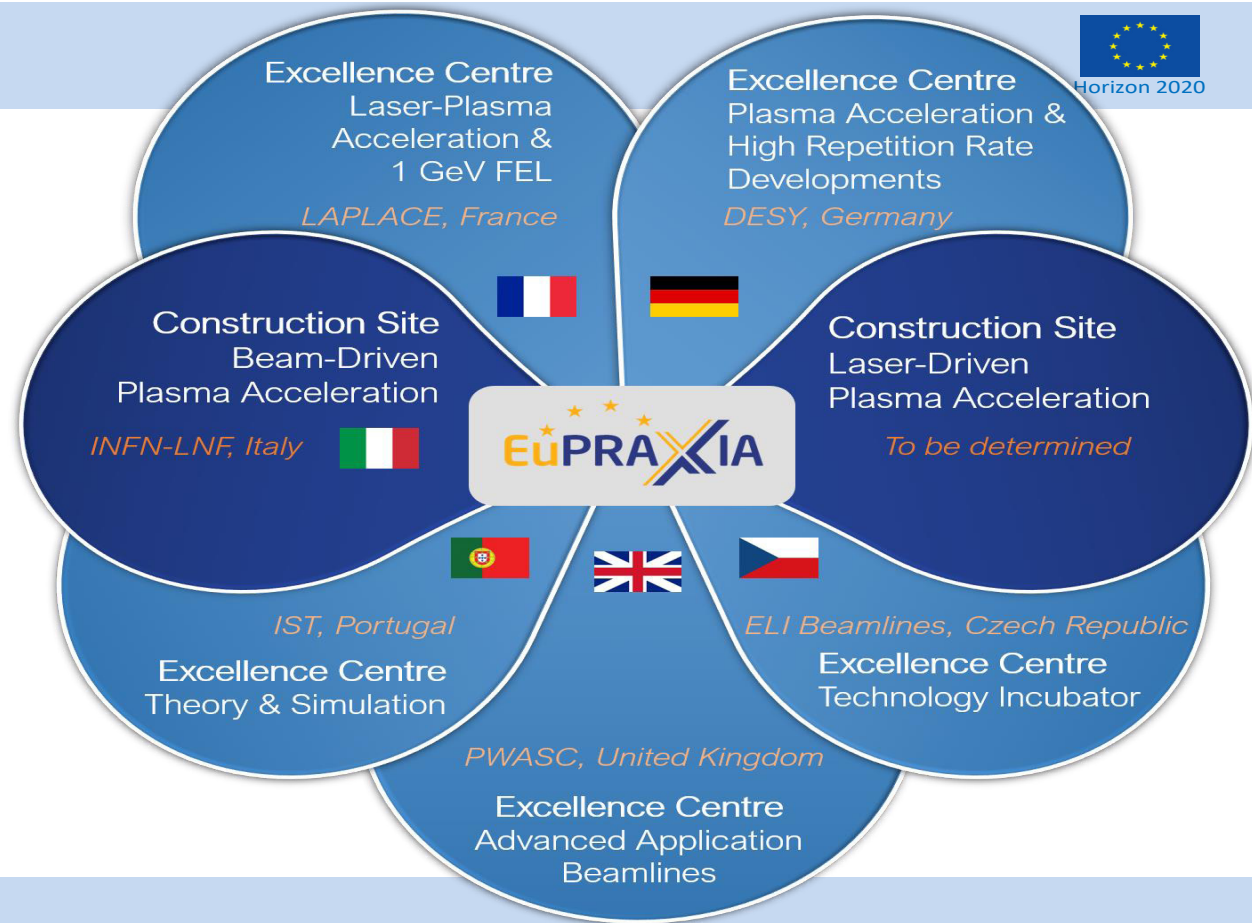 Horizon 2020
Excellence Centre
Laser-Plasma
Acceleration &
1 GeV FEL
LAPLACE, France
Excellence Centre
Plasma Acceleration &
High Repetition Rate
Developments
DESY, Germany
Construction Site
Beam-Driven
Plasma Acceleration
INFN-LNF, Italy
EuPRAXIA
Construction Site
Laser-Driven
Plasma Acceleration
To be determined
IST, Portugal
Excellence Centre
Theory & Simulation
PWASC, United Kingdom
Excellence Centre
Advanced Application
Beamlines
ELI Beamlines, Czech Republic
Excellence Centre
Technology Incubator